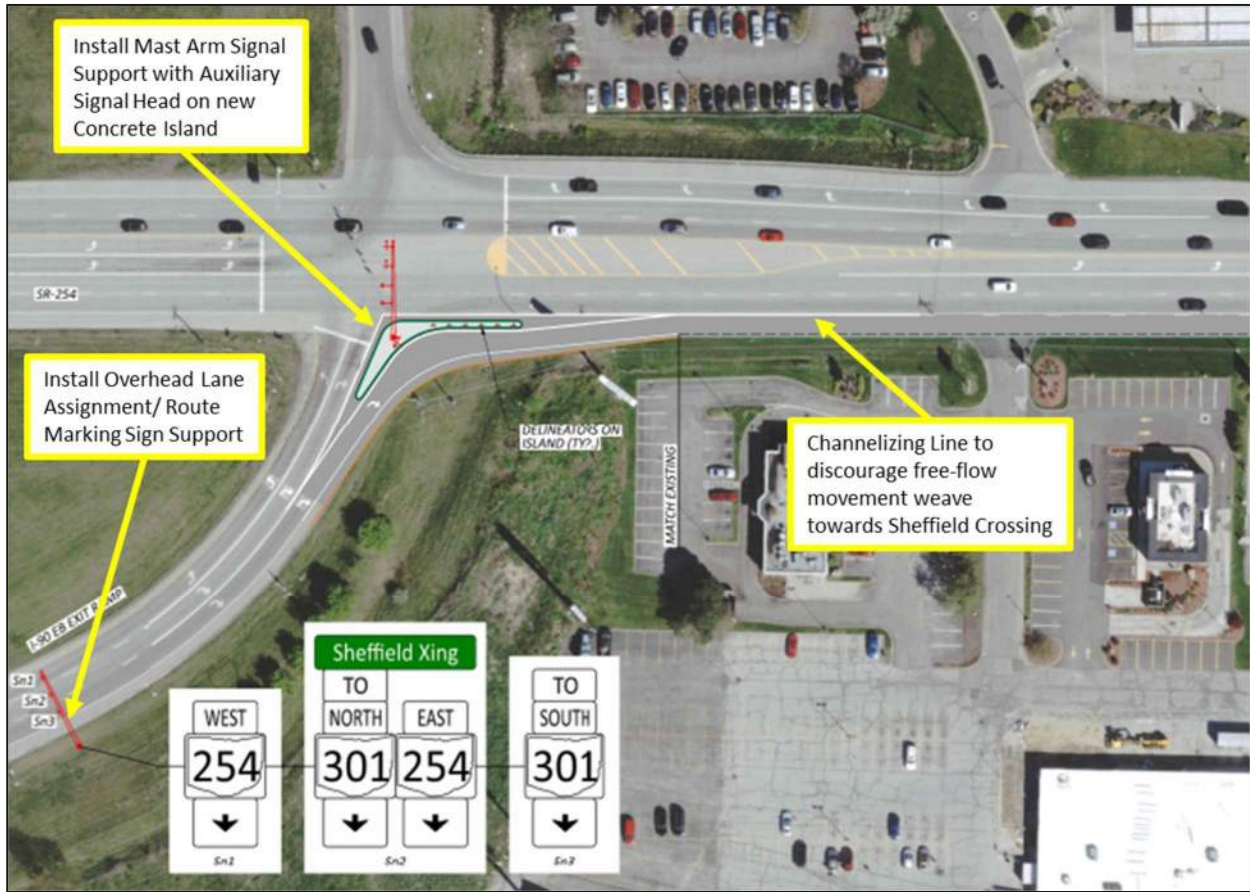 Install Mast Arm Signal
Support with Auxiliary
Signal Head on new
Concrete Island
SR-254
Install Overhead Lane
Assignment/ Route
Marking Sign Support
DELINEATORS ON
ISLAND (TYP.)
MATCH EXISTING
Channelizing Line to
discourage free-flow
movement weave
towards Sheffield Crossing
I-90 EB EXIT RAMP
Sn1
Sn2
Sn3
Sheffield Xing
TO
TO
WEST
NORTH
EAST
SOUTH
254
301
254
301
Sn1
Sn2
Sn3